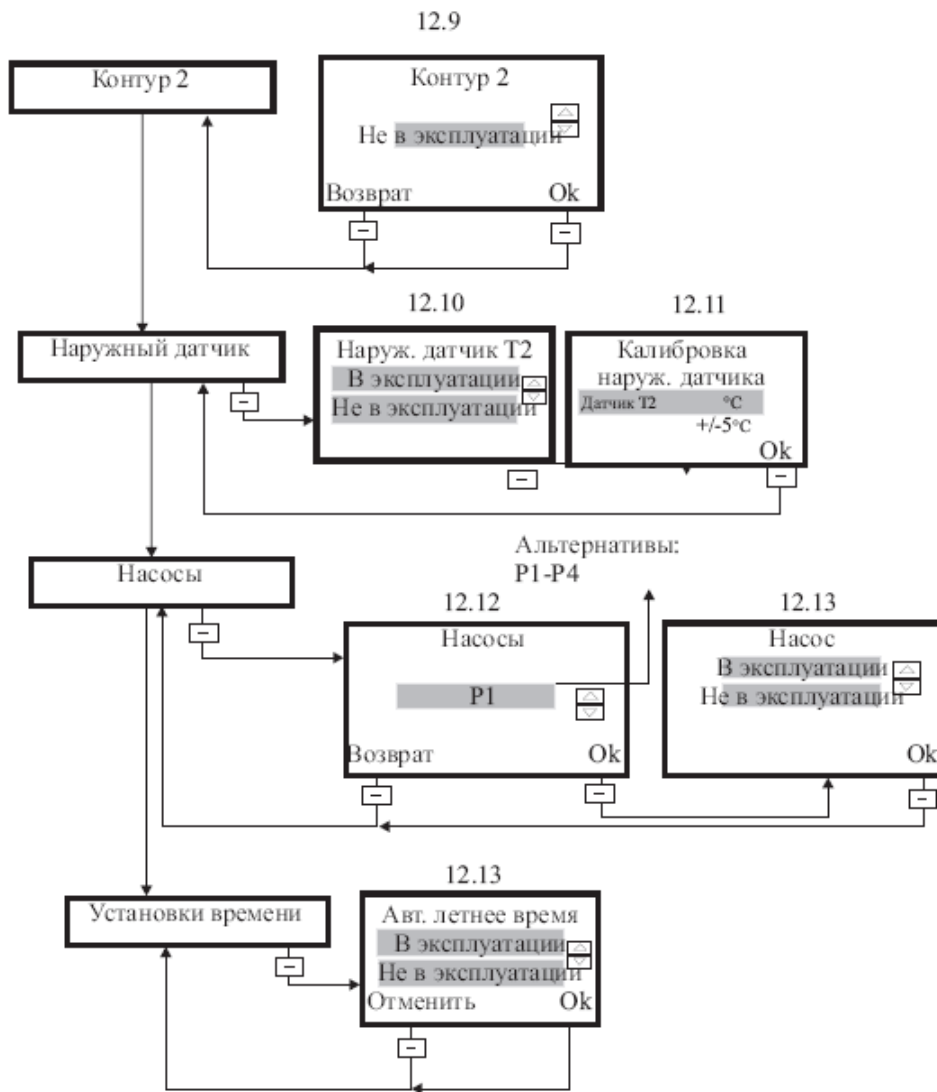 12.9
Контур 2
Контур 2
Не в эксплуатации
Возврат Ok
12.10
12.11
Наружный датчик
Наруж. датчик T2
В эксплуатации
Не в эксплуатации
Калибровка
наруж. датчика
Датчик T2 °C
+/-5°C
Ok
Альтернативы:
P1-P4
Насосы
12.12
Насосы
P1
Возврат Ok
12.13
Насос
В эксплуатации
Не в эксплуатации
Ok
12.13
Установки времени
Авт. летнее время
В эксплуатации
Не в эксплуатации
Отменить Ok